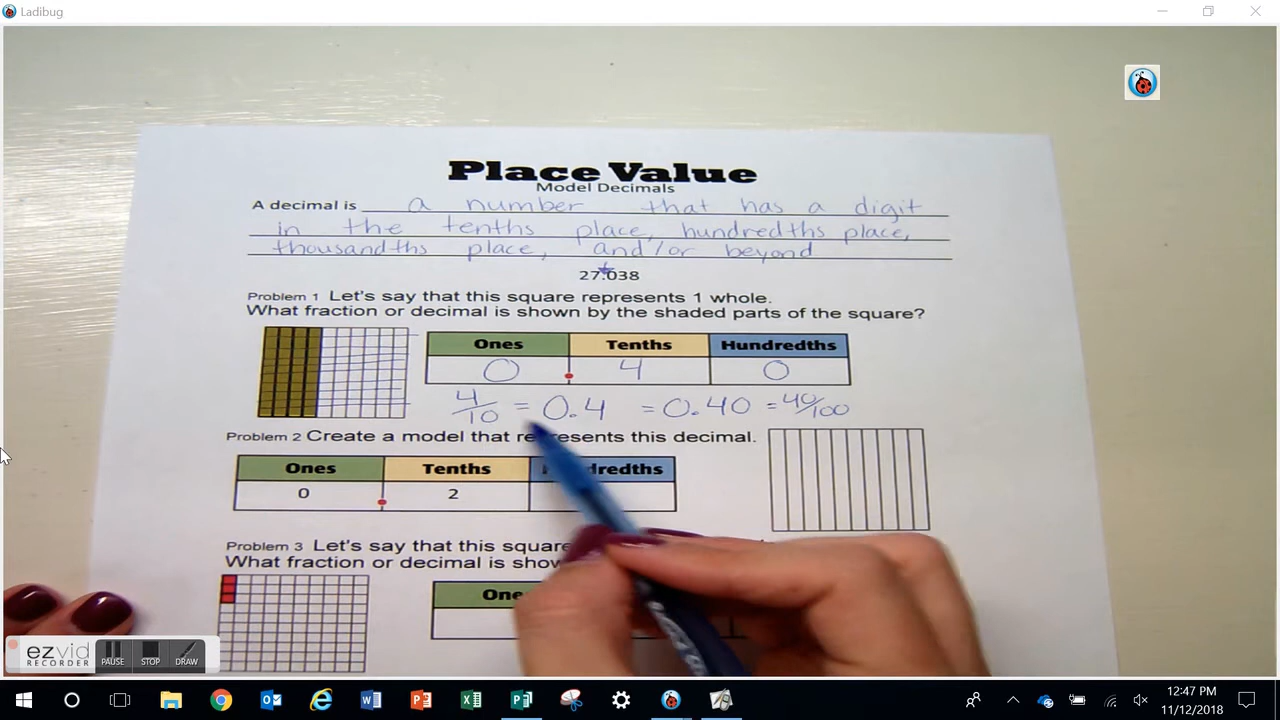 Ladibug
Place Value
Model Decimals
A decimal is a number that has a digit
in the tenths place, hundredths place,
thousandths place, and/or beyond.
27.038
Problem 1 Let's say that this square represents 1 whole.
What fraction or decimal is shown by the shaded parts of the square?
Ones Tenths Hundredths
0 . 4 0
4/10 = 0.4 = 0.40 = 40/100
Problem 2 Create a model that represents this decimal.
Ones Tenths
0 . 2
Problem 3 Let's say that this square
What fraction or decimal is
ezvid
RECORDER
PAUSE STOP DRAW
12:47 PM
11/12/2018